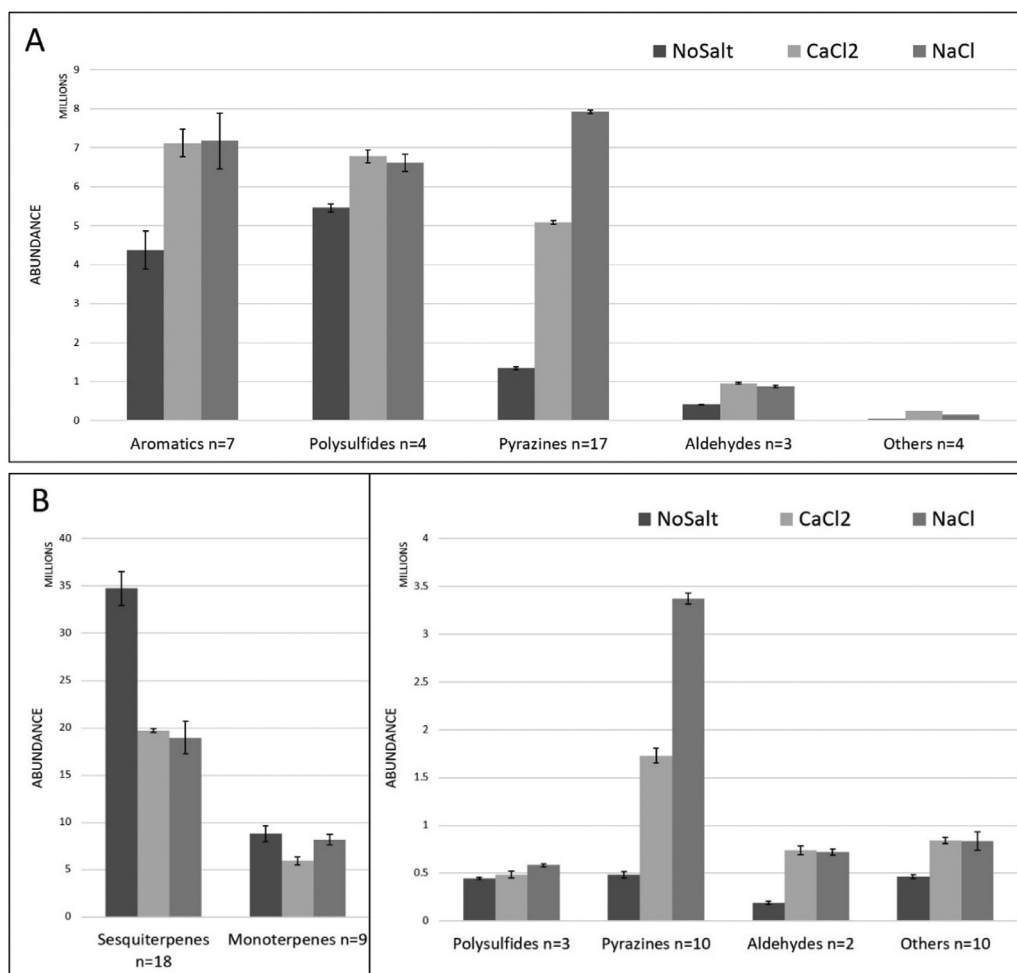 A
NoSalt CaCl2 NaCl
MILLIONS
ABUNDANCE
9
8
7
6
5
4
3
2
1
0
Aromatics n=7 Polysulfides n=4 Pyrazines n=17 Aldehydes n=3 Others n=4
B
MILLIONS
ABUNDANCE
40
35
30
25
20
15
10
5
0
Sesquiterpenes Monoterpenes n=9
n=18
NoSalt CaCl2 NaCl
MILLIONS
ABUNDANCE
4
3.5
3
2.5
2
1.5
1
0.5
0
Polysulfides n=3 Pyrazines n=10 Aldehydes n=2 Others n=10